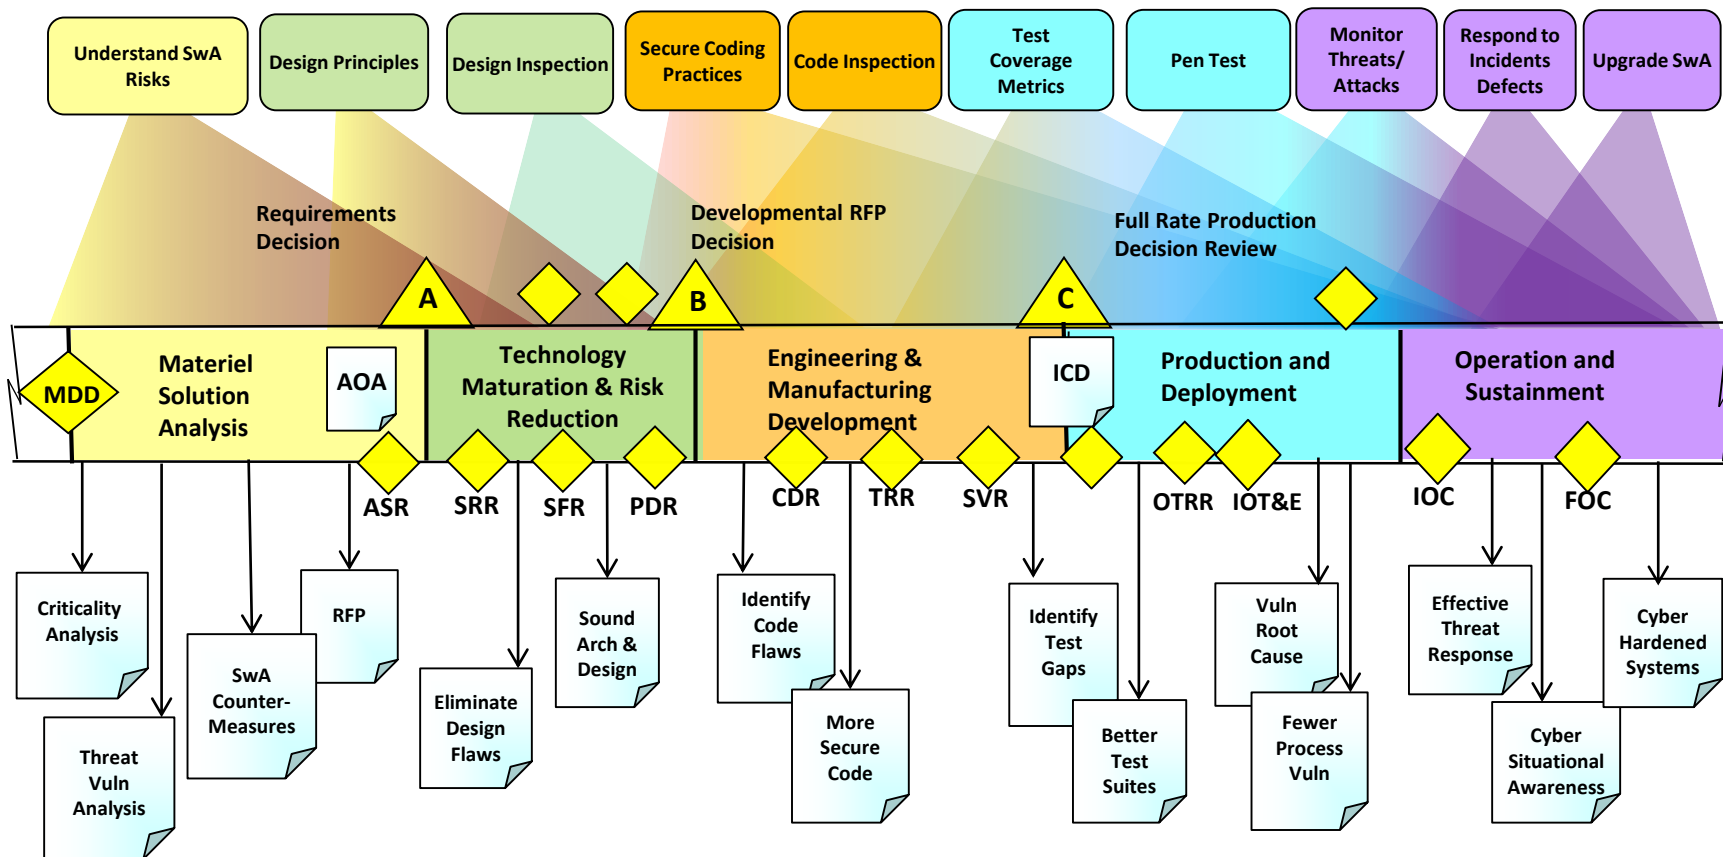 Understand SwA
Risks
Design Principles
Design Inspection
Secure Coding
Practices
Code Inspection
Test
Coverage
Metrics
Pen Test
Monitor
Threats/
Attacks
Respond to
Incidents
Defects
Upgrade SwA
Requirements
Decision
Developmental RFP
Decision
Full Rate Production
Decision Review
A
B
C
MDD
Materiel
Solution
Analysis
AOA
Technology
Maturation & Risk
Reduction
Engineering &
Manufacturing
Development
ICD
Production and
Deployment
Operation and
Sustainment
ASR
SRR
SFR
PDR
CDR
TRR
SVR
OTRR
IOT&E
IOC
FOC
Criticality
Analysis
Threat
Vuln
Analysis
SwA
Counter-
Measures
RFP
Eliminate
Design
Flaws
Sound
Arch &
Design
Identify
Code
Flaws
More
Secure
Code
Identify
Test
Gaps
Better
Test
Suites
Vuln
Root
Cause
Fewer
Process
Vuln
Effective
Threat
Response
Cyber
Situational
Awareness
Cyber
Hardened
Systems